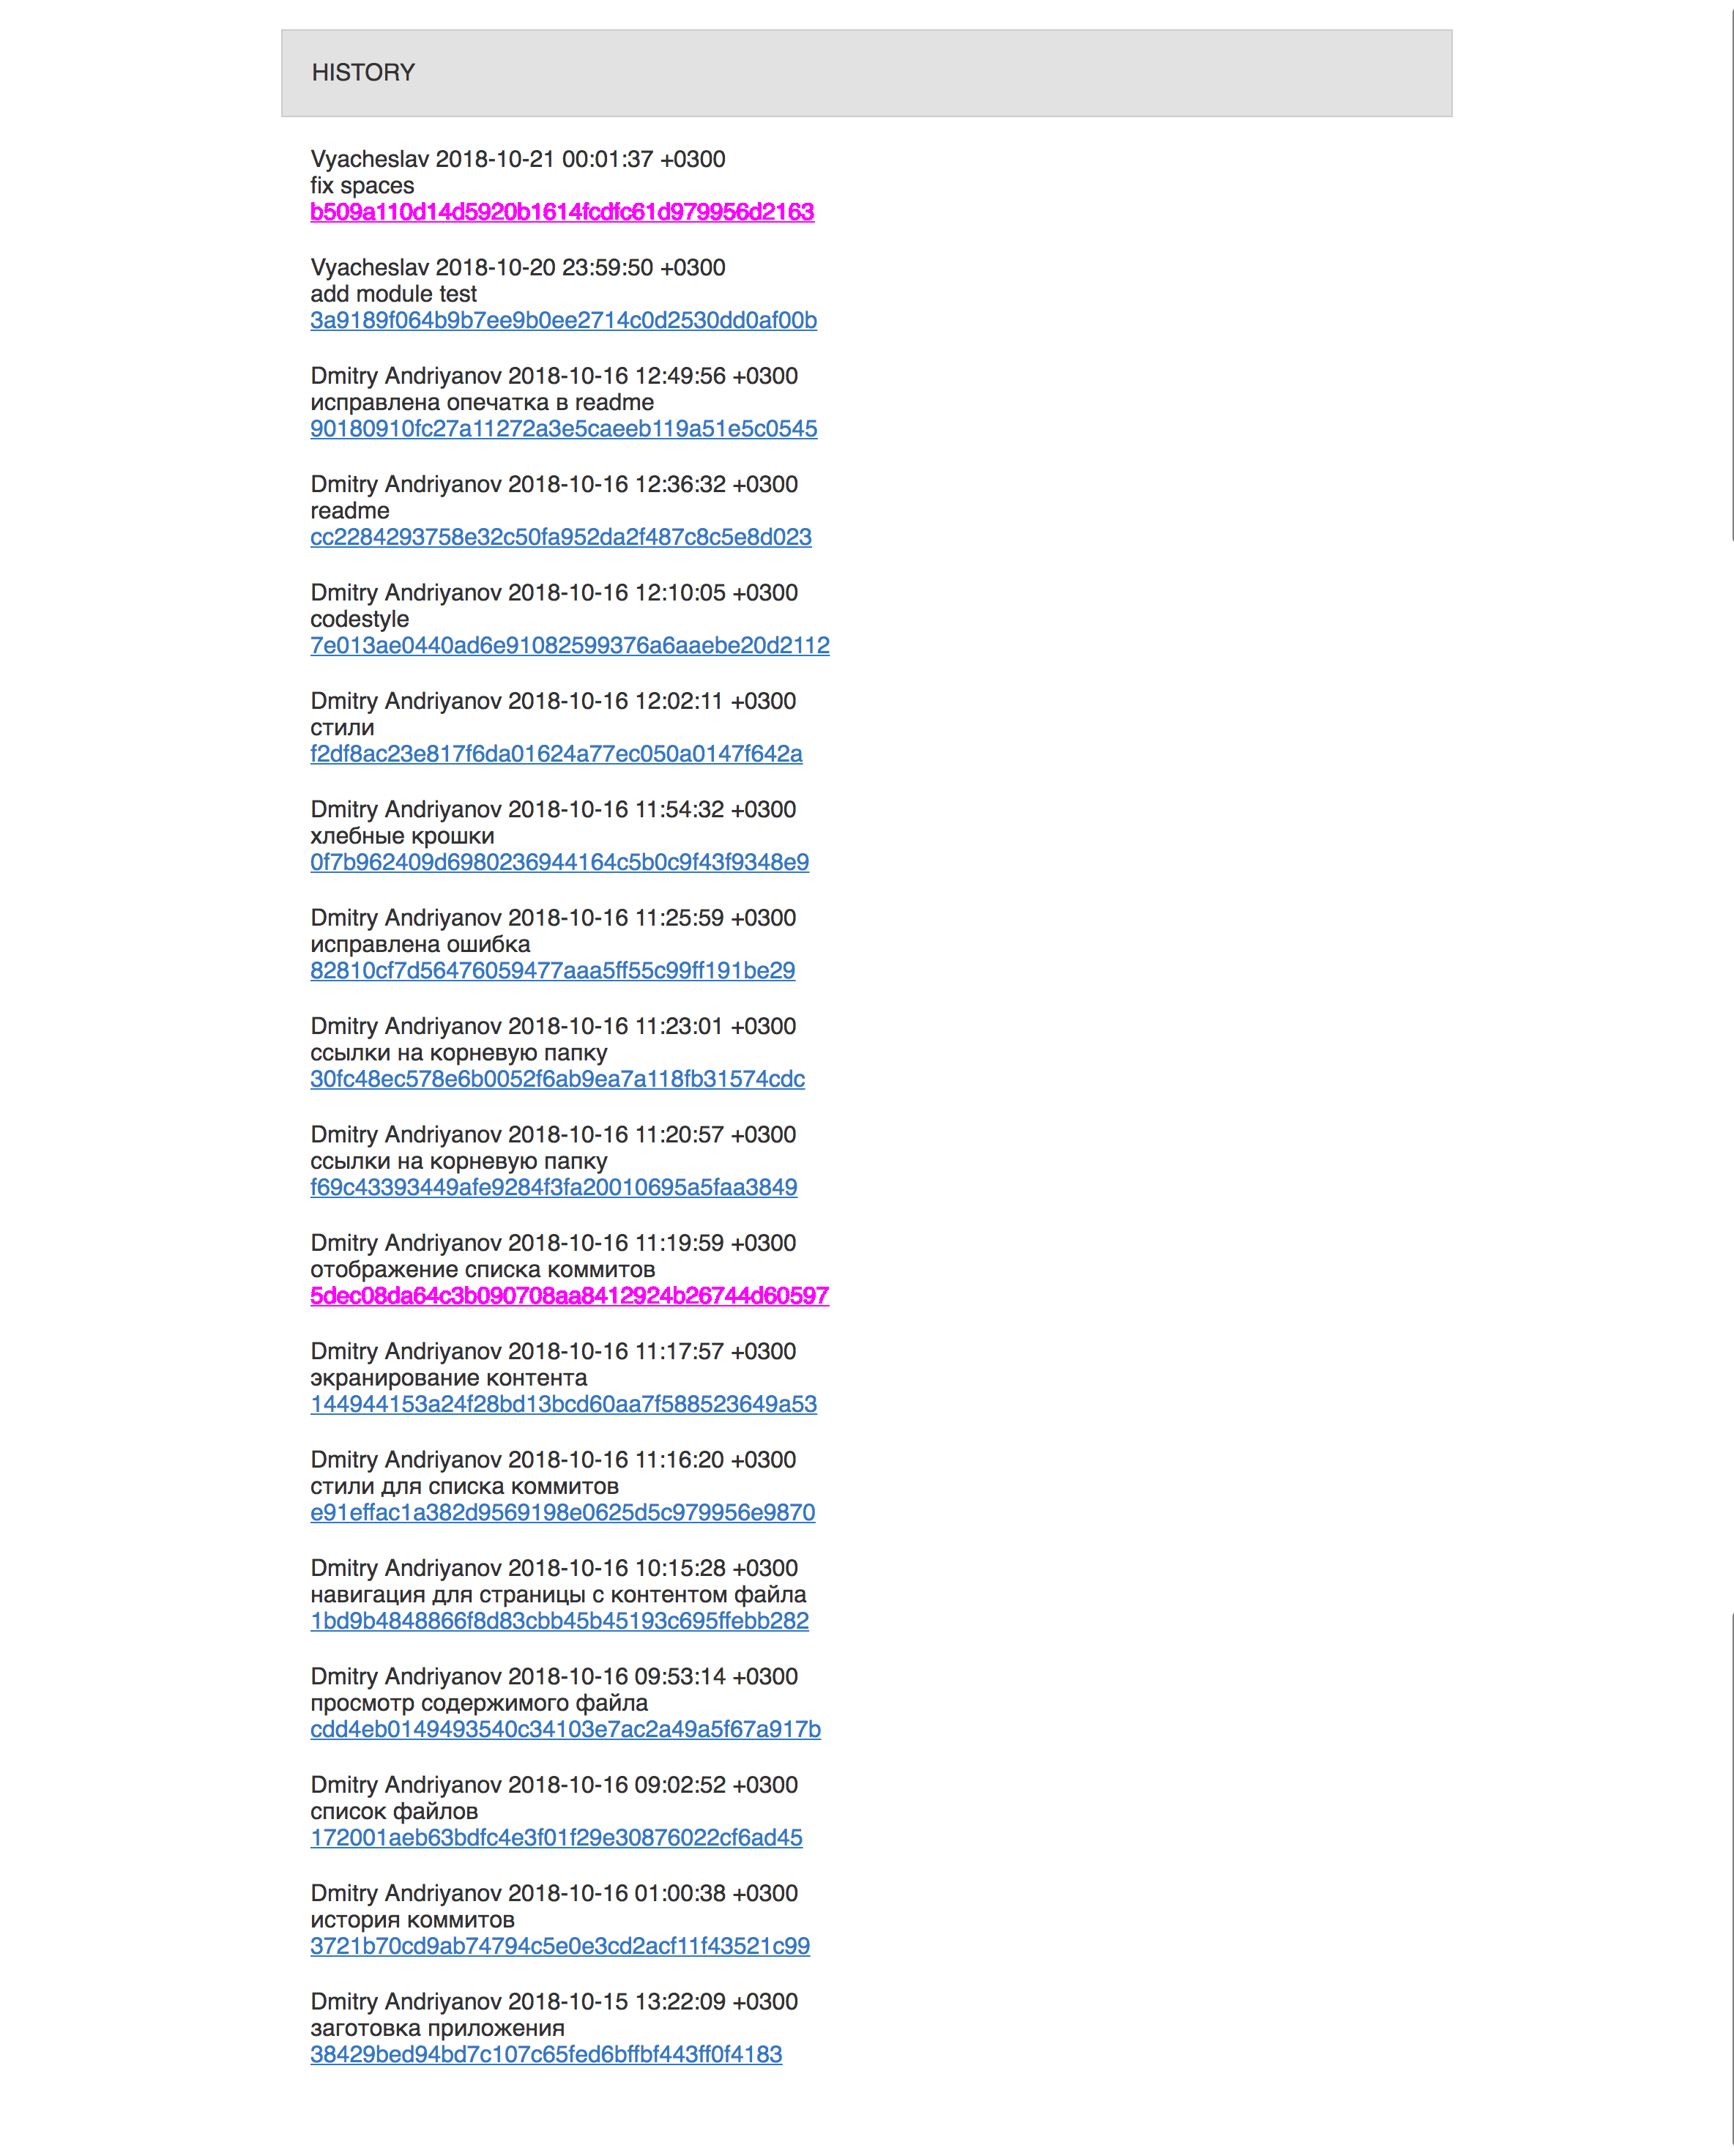 HISTORY
Vyacheslav 2018-10-21 00:01:37 +0300
fix spaces
b509a110d14d5920b1614fcdfc61d979956d2163
Vyacheslav 2018-10-20 23:59:50 +0300
add module test
3a9189f064b9b7ee9b0ee2714c0d2530dd0af00b
Dmitry Andriyanov 2018-10-16 12:49:56 +0300
исправлена опечатка в readme
90180910fc27a11272a3e5caeeb119a51e5c0545
Dmitry Andriyanov 2018-10-16 12:36:32 +0300
readme
cc2284293758e32c50fa952da2f487c8c5e8d023
Dmitry Andriyanov 2018-10-16 12:10:05 +0300
codestyle
7e013ae0440ad6e91082599376a6aaebe20d2112
Dmitry Andriyanov 2018-10-16 12:02:11 +0300
стили
f2df8ac23e817f6da01624a77ec050a0147f642a
Dmitry Andriyanov 2018-10-16 11:54:32 +0300
хлебные крошки
0f7b962409d6980236944164c5b0c9f43f9348e9
Dmitry Andriyanov 2018-10-16 11:25:59 +0300
исправлена ошибка
82810cf7d56476059477aaa5ff55c99ff191be29
Dmitry Andriyanov 2018-10-16 11:23:01 +0300
ссылки на корневую папку
30fc48ec578e6b0052f6ab9ea7a118fb31574cdc
Dmitry Andriyanov 2018-10-16 11:20:57 +0300
ссылки на корневую папку
f69c43393449afe9284f3fa20010695a5faa3849
Dmitry Andriyanov 2018-10-16 11:19:59 +0300
отображение списка коммитов
5dec08da64c3b090708aa8412924b26744d60597
Dmitry Andriyanov 2018-10-16 11:17:57 +0300
экранирование контента
144944153a24f28bd13bcd60aa7f588523649a53
Dmitry Andriyanov 2018-10-16 11:16:20 +0300
стили для списка коммитов
e91effac1a382d9569198e0625d5c979956e9870
Dmitry Andriyanov 2018-10-16 10:15:28 +0300
навигация для страницы с контентом файла
1bd9b4848866f8d83cbb45b45193c695ffebb282
Dmitry Andriyanov 2018-10-16 09:53:14 +0300
просмотр содержимого файла
cdd4eb0149493540c34103e7ac2a49a5f67a917b
Dmitry Andriyanov 2018-10-16 09:02:52 +0300
список файлов
172001aeb63bdfc4e3f01f29e30876022cf6ad45
Dmitry Andriyanov 2018-10-16 01:00:38 +0300
история коммитов
3721b70cd9ab74794c5e0e3cd2acf11f43521c99
Dmitry Andriyanov 2018-10-15 13:22:09 +0300
заготовка приложения
38429bed94bd7c107c65fed6bffbf443ff0f4183